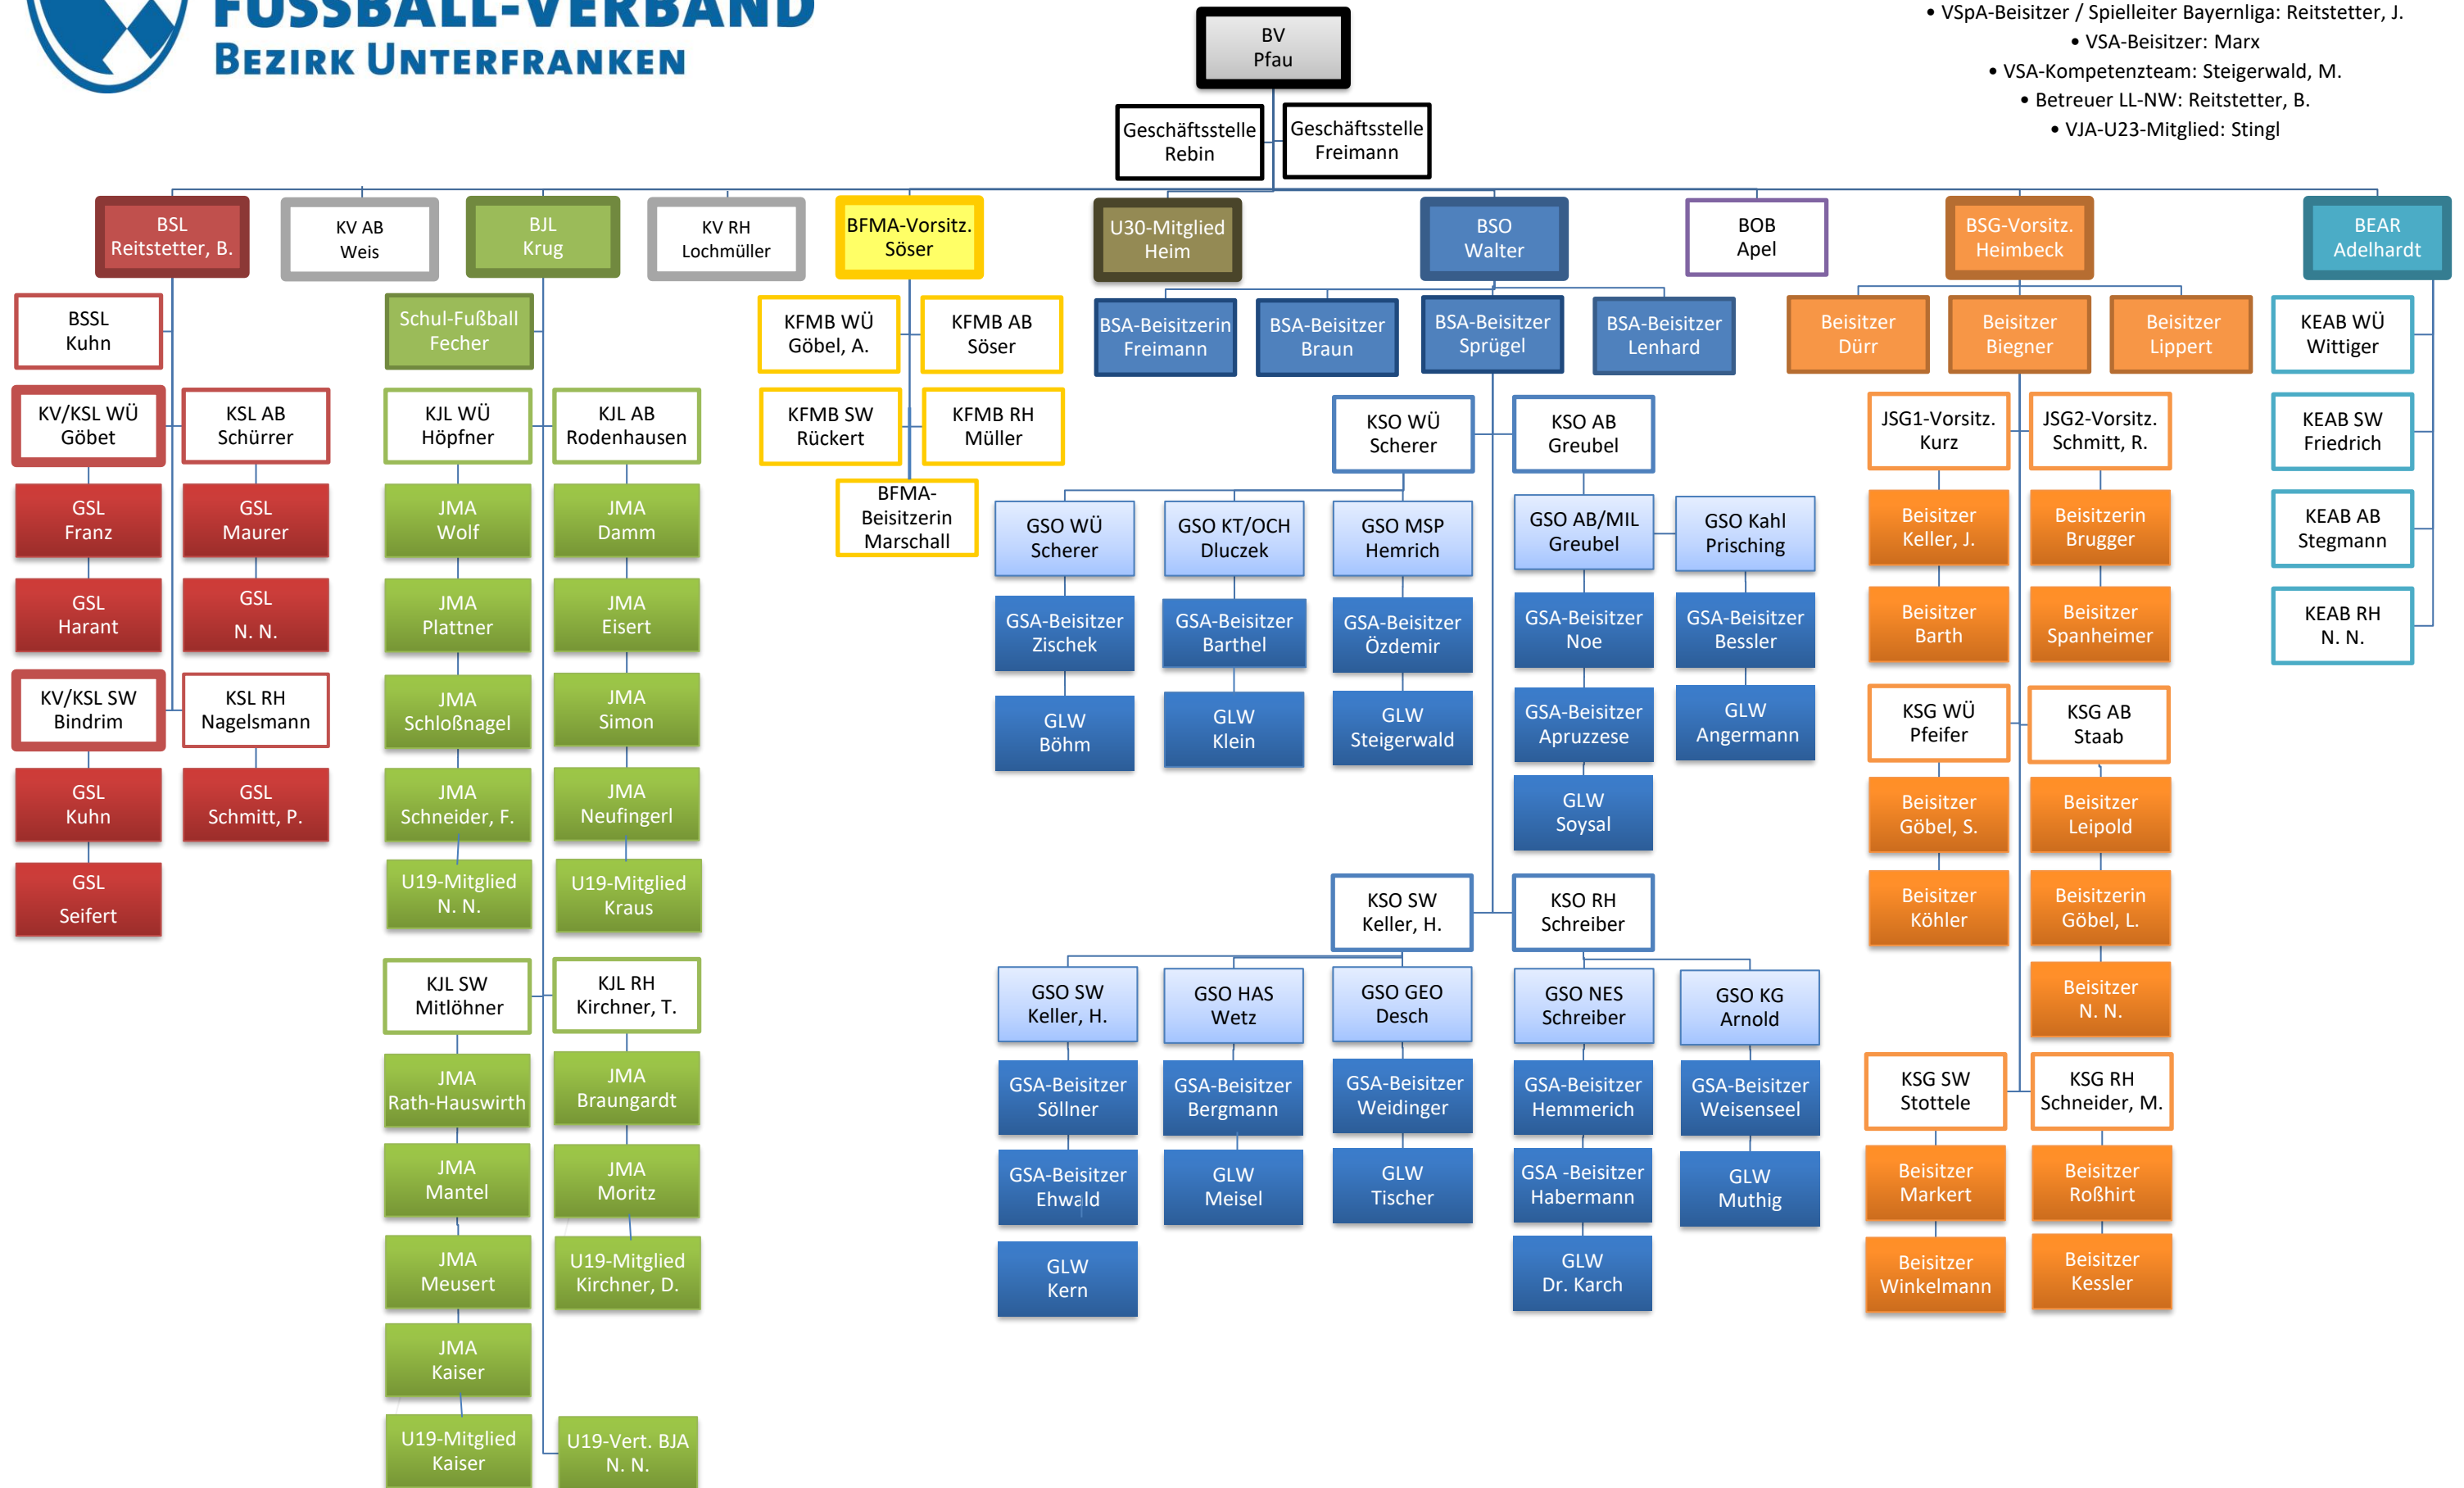 FUSSBALL-VERBAND
BEZIRK UNTERFRANKEN
• VSpA-Beisitzer / Spielleiter Bayernliga: Reitstetter, J.
• VSA-Beisitzer: Marx
• VSA-Kompetenzteam: Steigerwald, M.
• Betreuer LL-NW: Reitstetter, B.
• VJA-U23-Mitglied: Stingl
BV
Pfau
Geschäftsstelle
Rebin
Geschäftsstelle
Freimann
BSL
Reitstetter, B.
KV AB
Weis
BJL
Krug
KV RH
Lochmüller
BFMA-Vorsitz.
Söser
U30-Mitglied
Heim
BSO
Walter
BOB
Apel
BSG-Vorsitz.
Heimbeck
BEAR
Adelhardt
BSSL
Kuhn
KV/KSL WÜ
Göbet
KSL AB
Schürrer
GSL
Franz
GSL
Maurer
GSL
Harant
GSL
N. N.
KV/KSL SW
Bindrim
KSL RH
Nagelsmann
GSL
Kuhn
GSL
Schmitt, P.
GSL
Seifert
Schul-Fußball
Fecher
KJL WÜ
Höpfner
KJL AB
Rodenhausen
JMA
Wolf
JMA
Damm
JMA
Plattner
JMA
Eisert
JMA
Schloßnagel
JMA
Simon
JMA
Schneider, F.
JMA
Neufingerl
U19-Mitglied
N. N.
U19-Mitglied
Kraus
KJL SW
Mitlöhner
KJL RH
Kirchner, T.
JMA
Rath-Hauswirth
JMA
Braungardt
JMA
Mantel
JMA
Moritz
JMA
Meusert
U19-Mitglied
Kirchner, D.
JMA
Kaiser
U19-Mitglied
Kaiser
U19-Vert. BJA
N. N.
KFMB WÜ
Göbel, A.
KFMB AB
Söser
KFMB SW
Rückert
KFMB RH
Müller
BFMA-
Beisitzerin
Marschall
BSA-Beisitzerin
Freimann
BSA-Beisitzer
Braun
BSA-Beisitzer
Sprügel
BSA-Beisitzer
Lenhard
KSO WÜ
Scherer
KSO AB
Greubel
GSO WÜ
Scherer
GSO KT/OCH
Dluczek
GSO MSP
Hemrich
GSO AB/MIL
Greubel
GSO Kahl
Prisching
GSA-Beisitzer
Zischek
GSA-Beisitzer
Barthel
GSA-Beisitzer
Özdemir
GSA-Beisitzer
Noe
GSA-Beisitzer
Bessler
GLW
Böhm
GLW
Klein
GLW
Steigerwald
GSA-Beisitzer
Apruzzese
GLW
Angermann
GLW
Soysal
KSO SW
Keller, H.
KSO RH
Schreiber
GSO SW
Keller, H.
GSO HAS
Wetz
GSO GEO
Desch
GSO NES
Schreiber
GSO KG
Arnold
GSA-Beisitzer
Söllner
GSA-Beisitzer
Bergmann
GSA-Beisitzer
Weidinger
GSA-Beisitzer
Hemmerich
GSA-Beisitzer
Weisenseel
GSA-Beisitzer
Ehwald
GLW
Meisel
GLW
Tischer
GSA -Beisitzer
Habermann
GLW
Muthig
GLW
Kern
GLW
Dr. Karch
Beisitzer
Dürr
Beisitzer
Biegner
Beisitzer
Lippert
JSG1-Vorsitz.
Kurz
JSG2-Vorsitz.
Schmitt, R.
Beisitzer
Keller, J.
Beisitzerin
Brugger
Beisitzer
Barth
Beisitzer
Spanheimer
KSG WÜ
Pfeifer
KSG AB
Staab
Beisitzer
Göbel, S.
Beisitzer
Leipold
Beisitzer
Köhler
Beisitzerin
Göbel, L.
Beisitzer
N. N.
KSG SW
Stottele
KSG RH
Schneider, M.
Beisitzer
Markert
Beisitzer
Roßhirt
Beisitzer
Winkelmann
Beisitzer
Kessler
KEAB WÜ
Wittiger
KEAB SW
Friedrich
KEAB AB
Stegmann
KEAB RH
N. N.